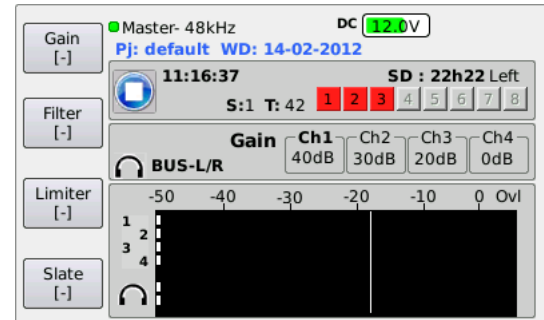 Gain
[-]
Filter
[-]
Limiter
[-]
Slate
[-]
Master- 48kHz DC 12.0V
Pj: default WD: 14-02-2012
11:16:37 SD : 22h22 Left
S:1 T: 42 1 2 3 4 5 6 7 8
Gain Ch1 Ch2 Ch3 Ch4
BUS-L/R 40dB 30dB 20dB 0dB
-50 -40 -30 -20 -10 0 Ovl
1
2
3
4